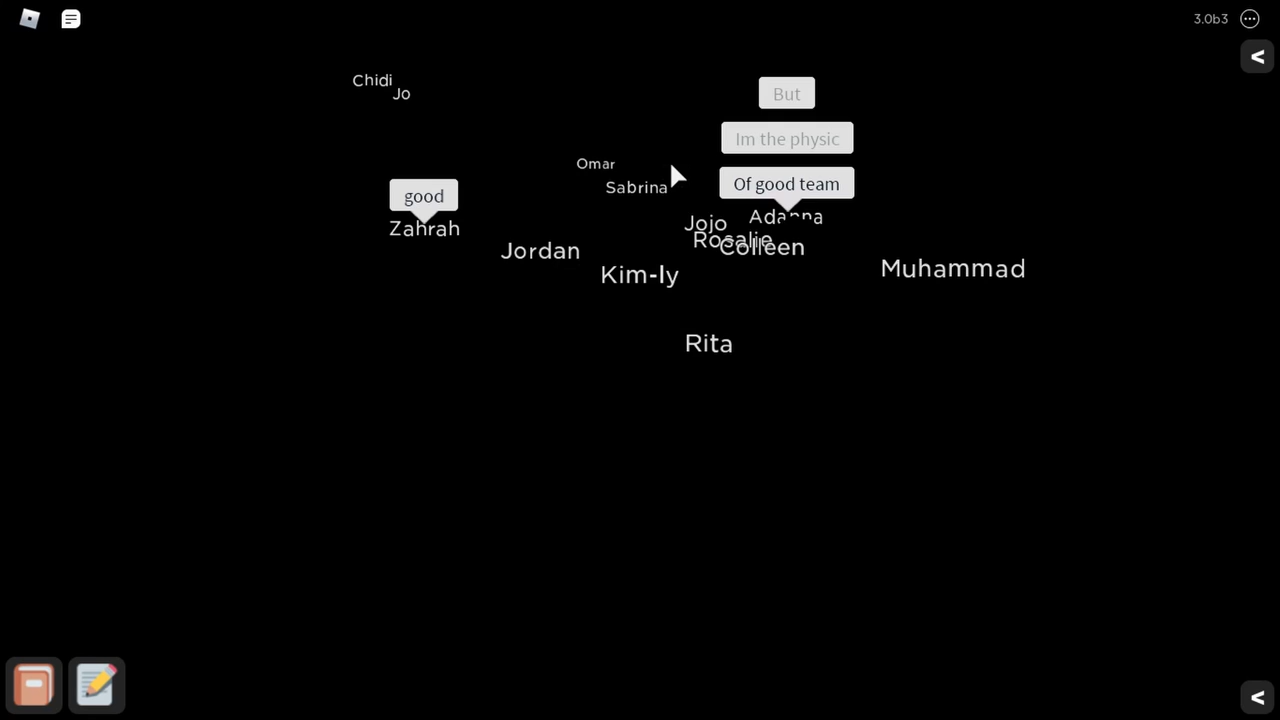 3.0b3
<
Chidi
Jo
But
Im the physic
Omar
Sabrina
Of good team
good
Zahrah
Adanna
Jojo
Rosalie
Colleen
Jordan
Kim-ly
Muhammad
Rita
<